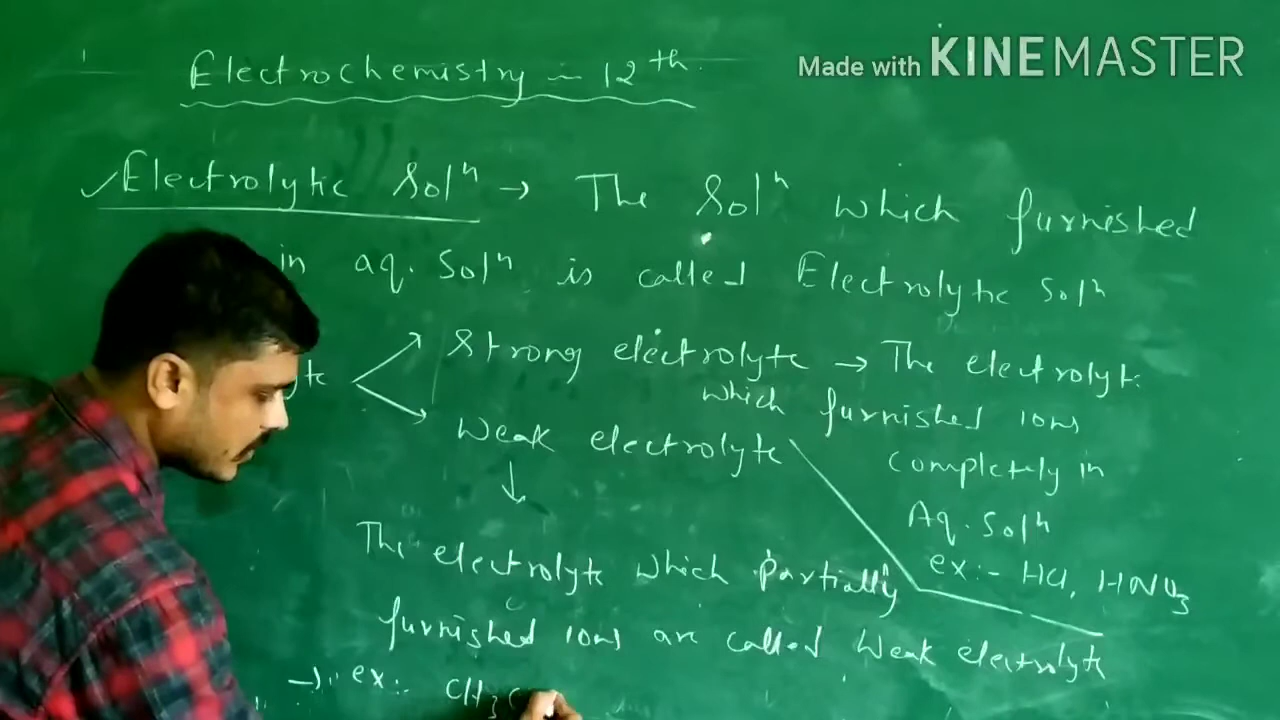 Electrochemistry - 12th.
Made with KINEMASTER
Electrolytic Solⁿ → The Solⁿ which furnished
in aq. Solⁿ is called Electrolytic Solⁿ
Strong electrolyte → The electrolyte
which furnished ions
Weak electrolyte
completely in
Aq. Solⁿ
ex:- HCl, HNO3
The electrolyte which partially
furnished ions are called Weak electrolyte
→ ex:- CH3C